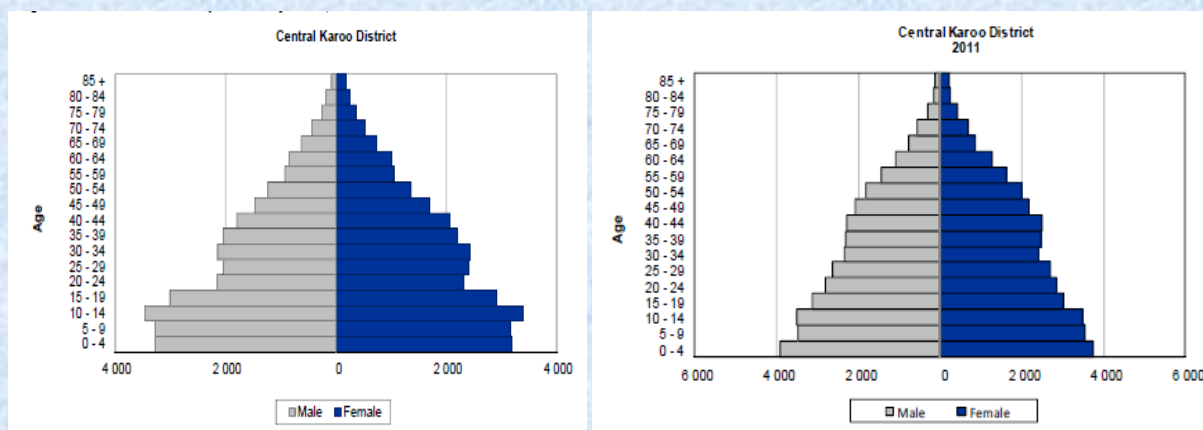 Central Karoo District
85 +
80 - 84
75 - 79
70 - 74
65 - 69
60 - 64
55 - 59
50 - 54
45 - 49
40 - 44
35 - 39
30 - 34
25 - 29
20 - 24
15 - 19
10 - 14
5 - 9
0 - 4
Age
4 000 2 000 0 2 000 4 000
Male Female
Central Karoo District
2011
85 +
80 - 84
75 - 79
70 - 74
65 - 69
60 - 64
55 - 59
50 - 54
45 - 49
40 - 44
35 - 39
30 - 34
25 - 29
20 - 24
15 - 19
10 - 14
5 - 9
0 - 4
Age
6 000 4 000 2 000 0 2 000 4 000 6 000
Male Female